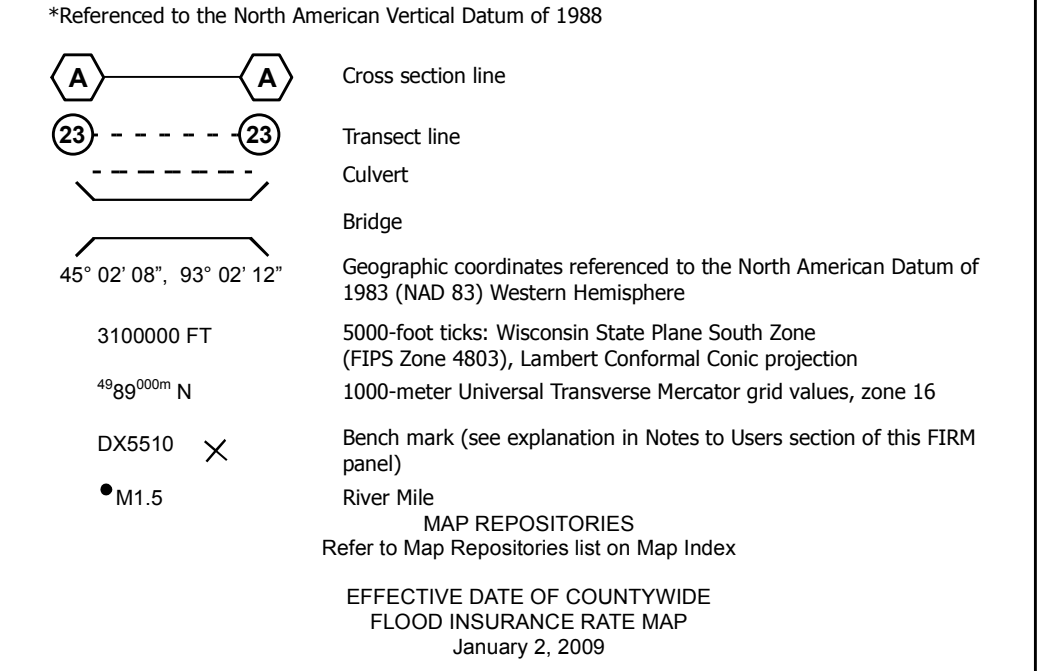 *Referenced to the North American Vertical Datum of 1988
A A Cross section line
23 23 Transect line
Culvert
Bridge
45° 02’ 08”, 93° 02’ 12” Geographic coordinates referenced to the North American Datum of
1983 (NAD 83) Western Hemisphere
3100000 FT 5000-foot ticks: Wisconsin State Plane South Zone
(FIPS Zone 4803), Lambert Conformal Conic projection
4989000m N 1000-meter Universal Transverse Mercator grid values, zone 16
DX5510 Bench mark (see explanation in Notes to Users section of this FIRM
panel)
M1.5 River Mile
MAP REPOSITORIES
Refer to Map Repositories list on Map Index
EFFECTIVE DATE OF COUNTYWIDE
FLOOD INSURANCE RATE MAP
January 2, 2009